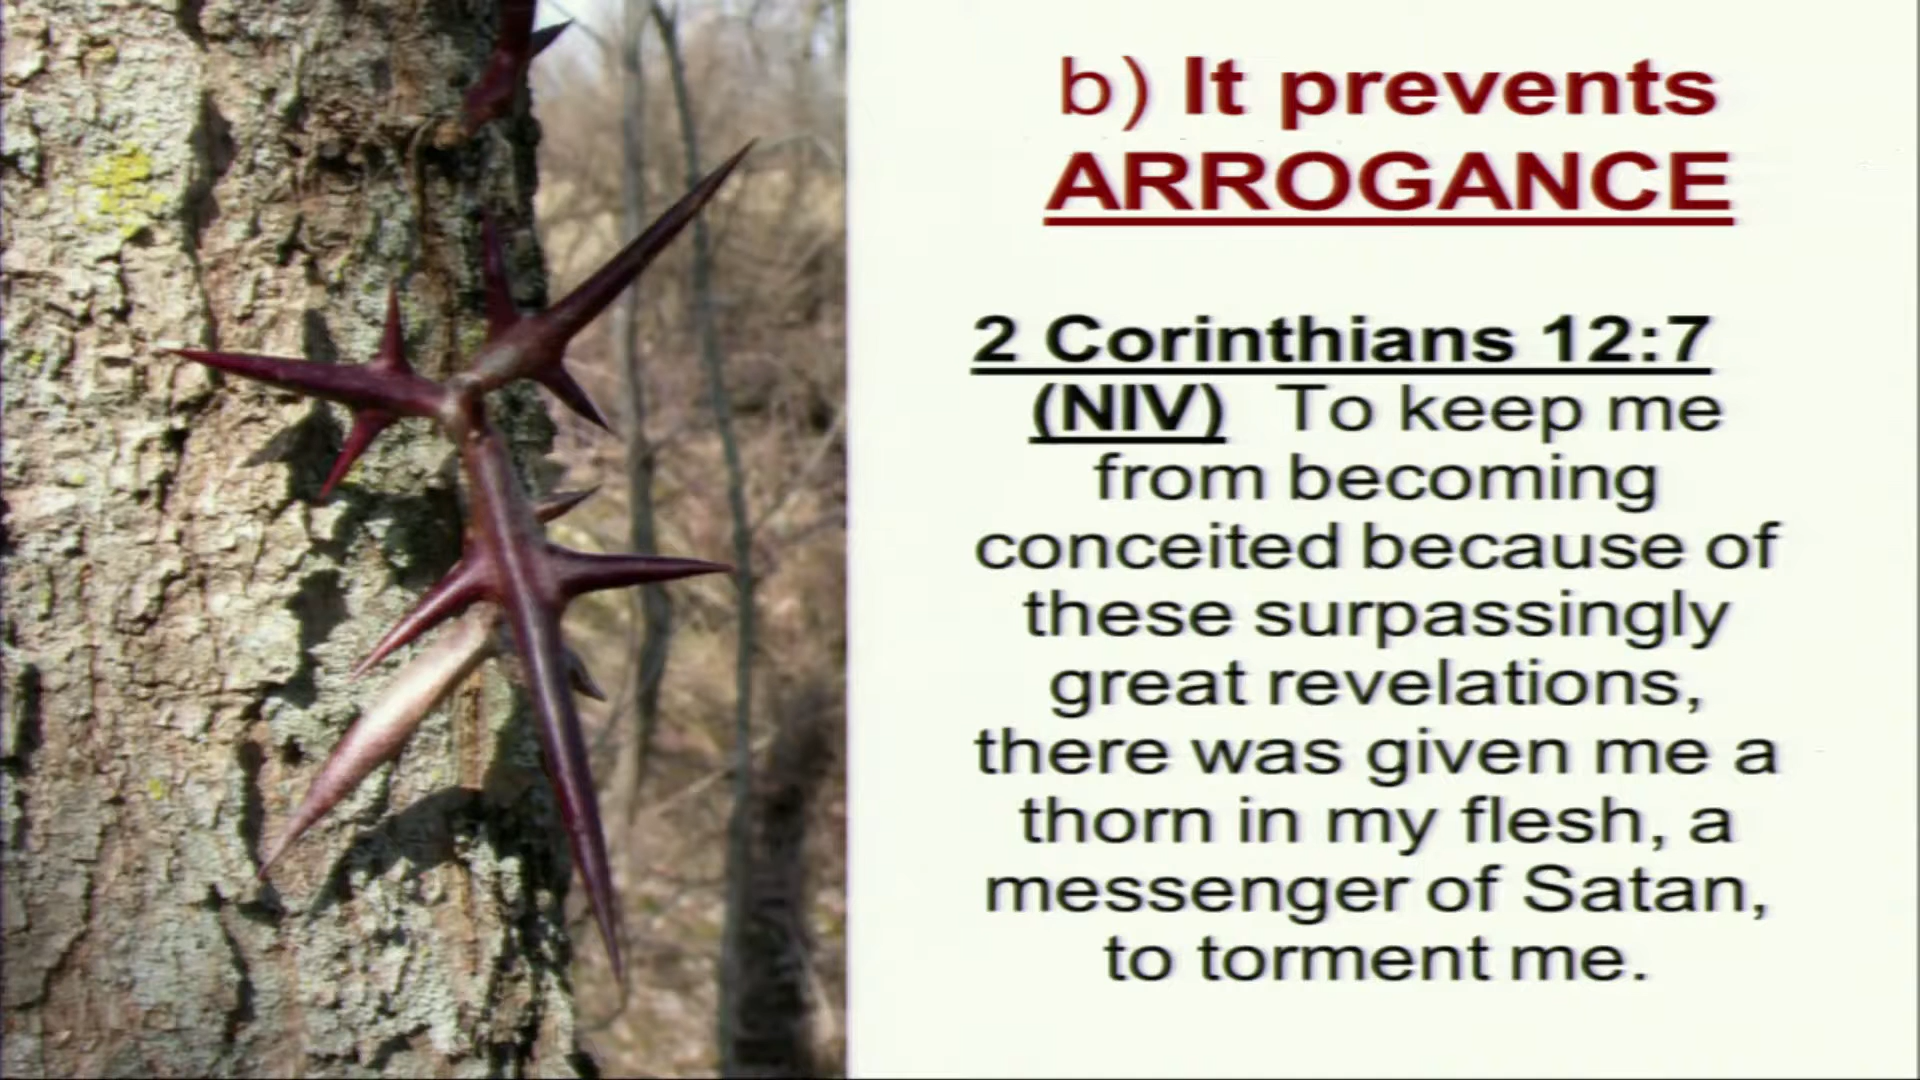 b) It prevents
ARROGANCE
2 Corinthians 12:7
(NIV) To keep me
from becoming
conceited because of
these surpassingly
great revelations,
there was given me a
thorn in my flesh, a
messenger of Satan,
to torment me.